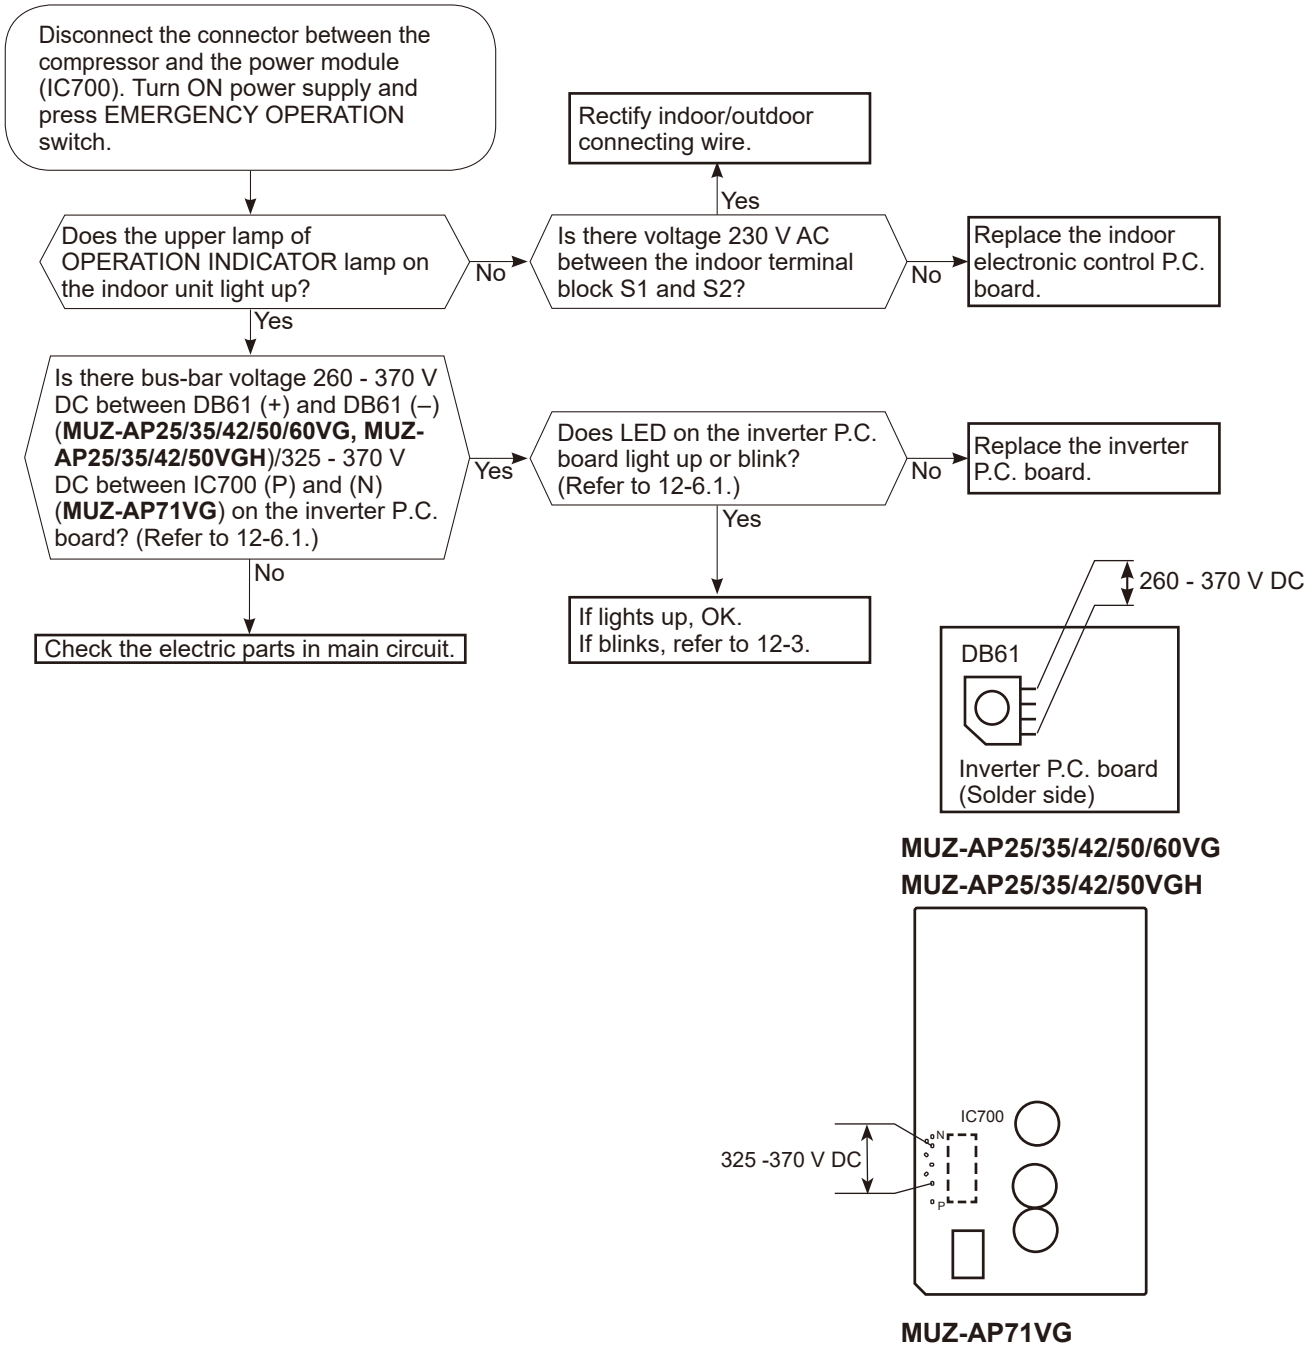 Disconnect the connector between the
compressor and the power module
(IC700). Turn ON power supply and
press EMERGENCY OPERATION
switch.
Rectify indoor/outdoor
connecting wire.
Yes
Does the upper lamp of
OPERATION INDICATOR lamp on
the indoor unit light up?
No
Is there voltage 230 V AC
between the indoor terminal
block S1 and S2?
No
Replace the indoor
electronic control P.C.
board.
Yes
Is there bus-bar voltage 260 - 370 V
DC between DB61 (+) and DB61 (–)
(MUZ-AP25/35/42/50/60VG, MUZ-
AP25/35/42/50VGH)/325 - 370 V
DC between IC700 (P) and (N)
(MUZ-AP71VG) on the inverter P.C.
board? (Refer to 12-6.1.)
Yes
Does LED on the inverter P.C.
board light up or blink?
(Refer to 12-6.1.)
No
Replace the inverter
P.C. board.
Yes
No
If lights up, OK.
If blinks, refer to 12-3.
Check the electric parts in main circuit.
260 - 370 V DC
DB61
Inverter P.C. board
(Solder side)
MUZ-AP25/35/42/50/60VG
MUZ-AP25/35/42/50VGH
IC700
N
325 -370 V DC
P
MUZ-AP71VG